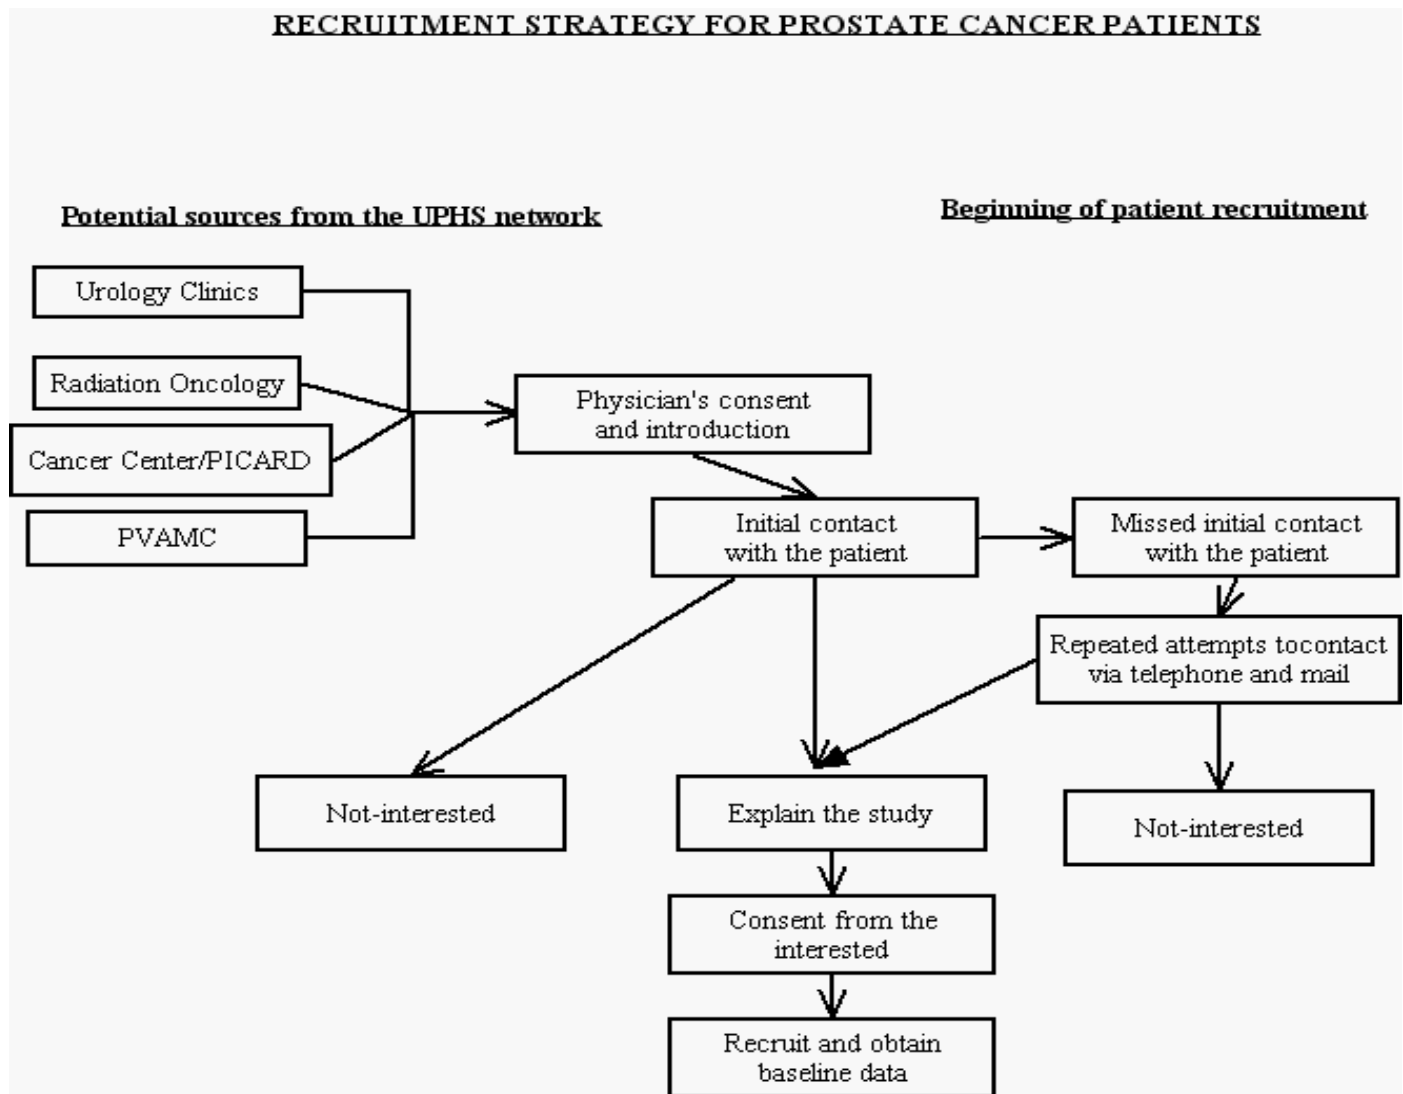 RECRUITMENT STRATEGY FOR PROSTATE CANCER PATIENTS
Potential sources from the UPHS network
Beginning of patient recruitment
Urology Clinics
Radiation Oncology
Cancer Center/PICARD
PVAMC
Physician's consent
and introduction
Initial contact
with the patient
Missed initial contact
with the patient
Repeated attempts tocontact
via telephone and mail
Not-interested
Explain the study
Not-interested
Consent from the
interested
Recruit and obtain
baseline data